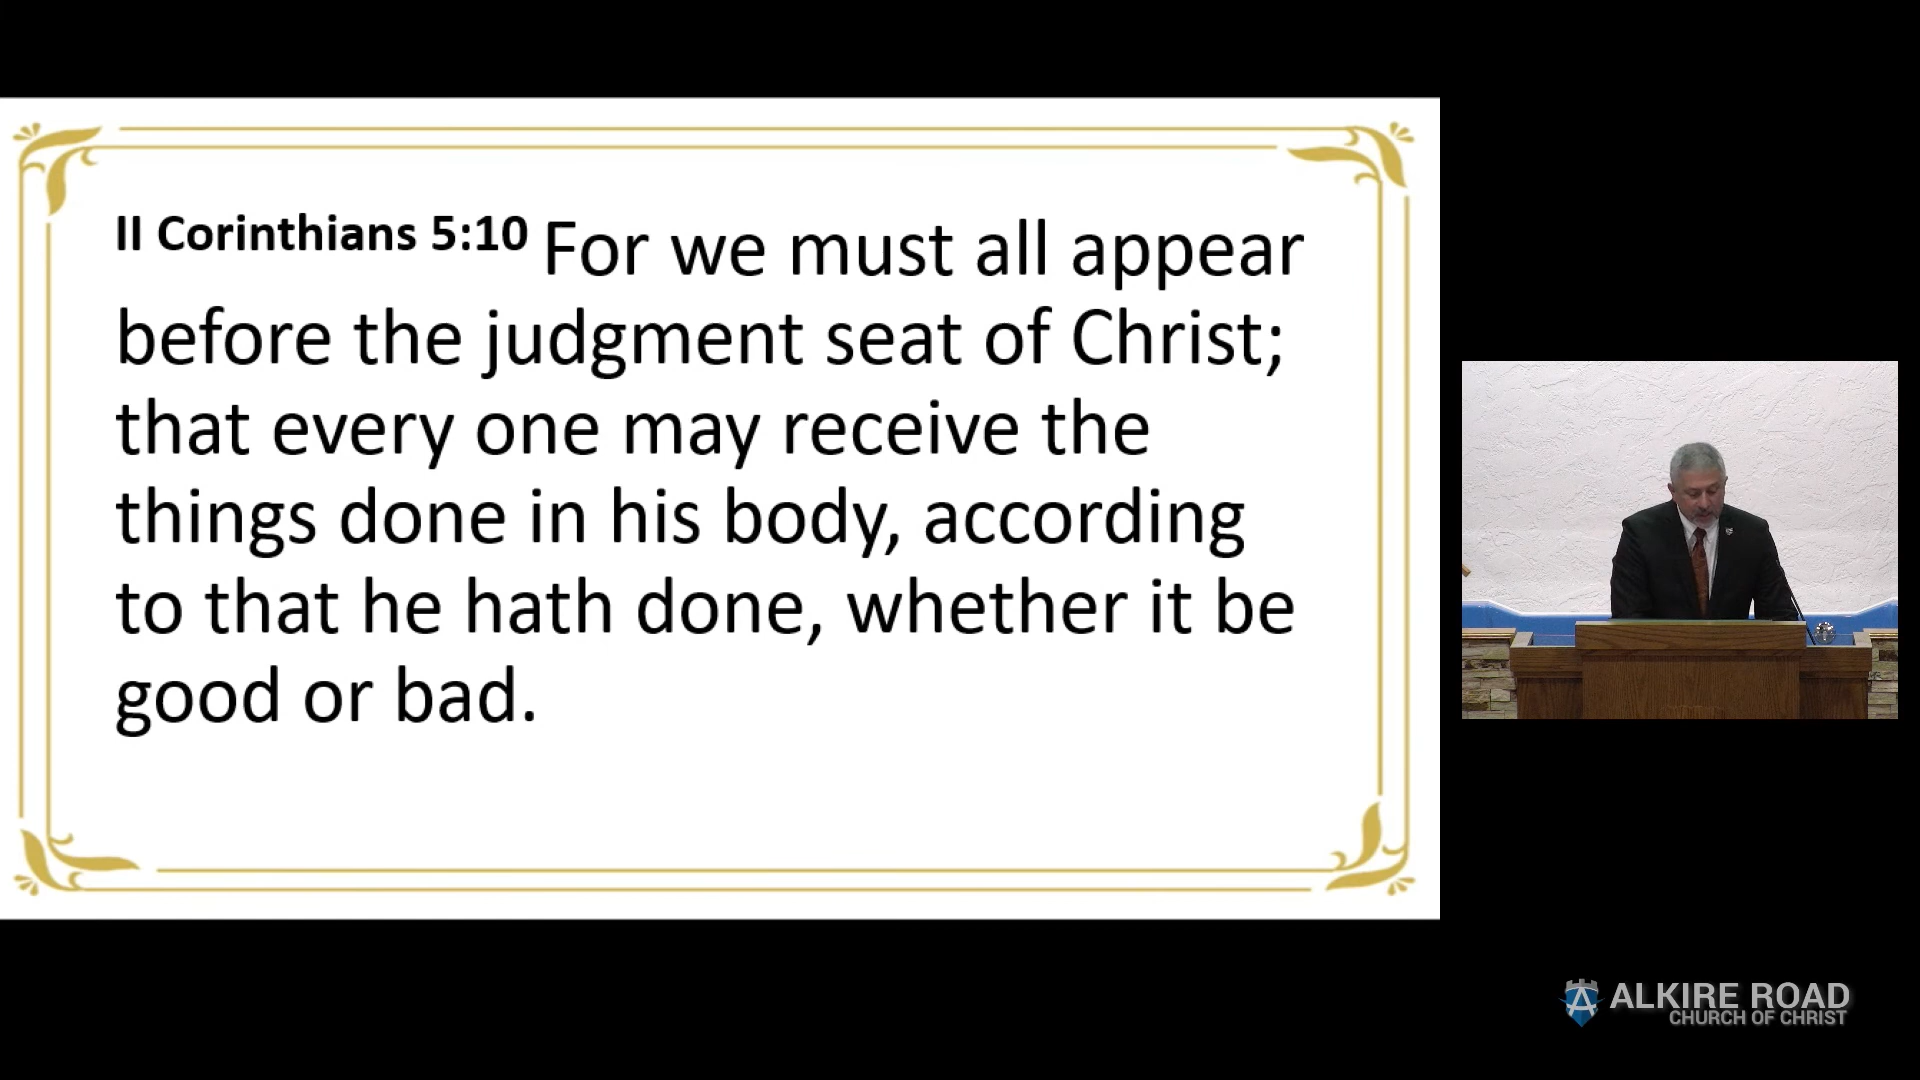 II Corinthians 5:10 For we must all appear
before the judgment seat of Christ;
that every one may receive the
things done in his body, according
to that he hath done, whether it be
good or bad.
ALKIRE ROAD
CHURCH OF CHRIST